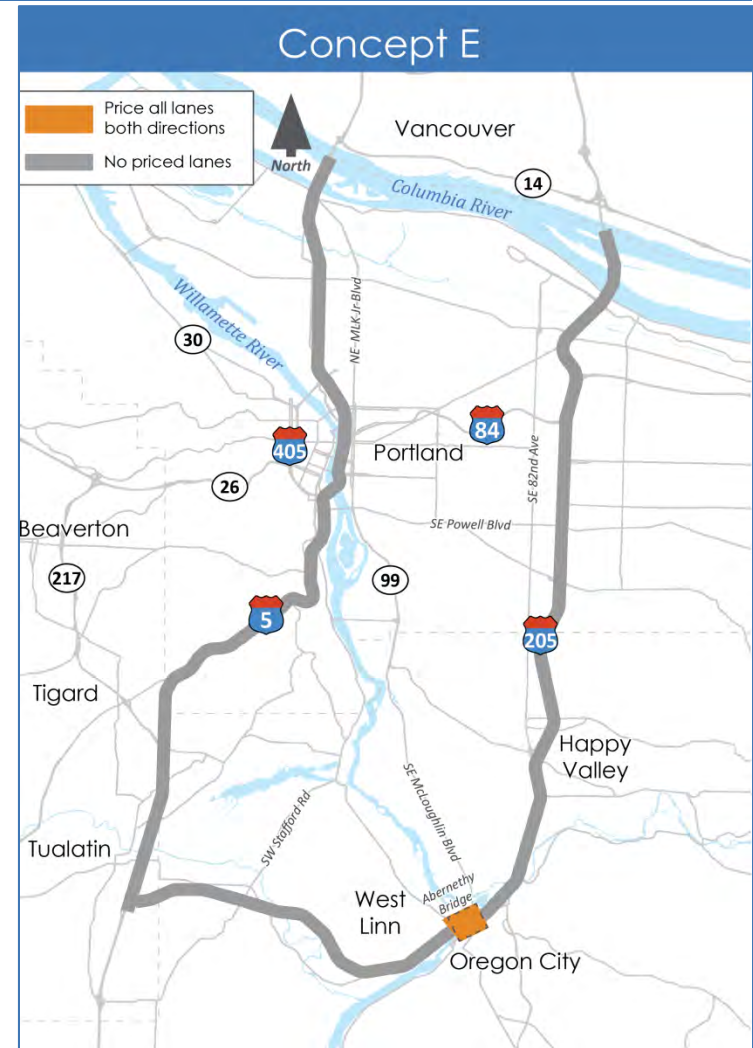 Concept E
Price all lanes
both directions
No priced lanes
North
Vancouver
14
Columbia River
Willamette River
30
NE MLK Jr Blvd
405
84
Portland
26
SE 82nd Ave
SE Powell Blvd
Beaverton
217
99
5
205
Tigard
Happy
Valley
SW Stafford Rd
SE McLoughlin Blvd
Tualatin
West
Linn
Abernethy
Bridge
Oregon City